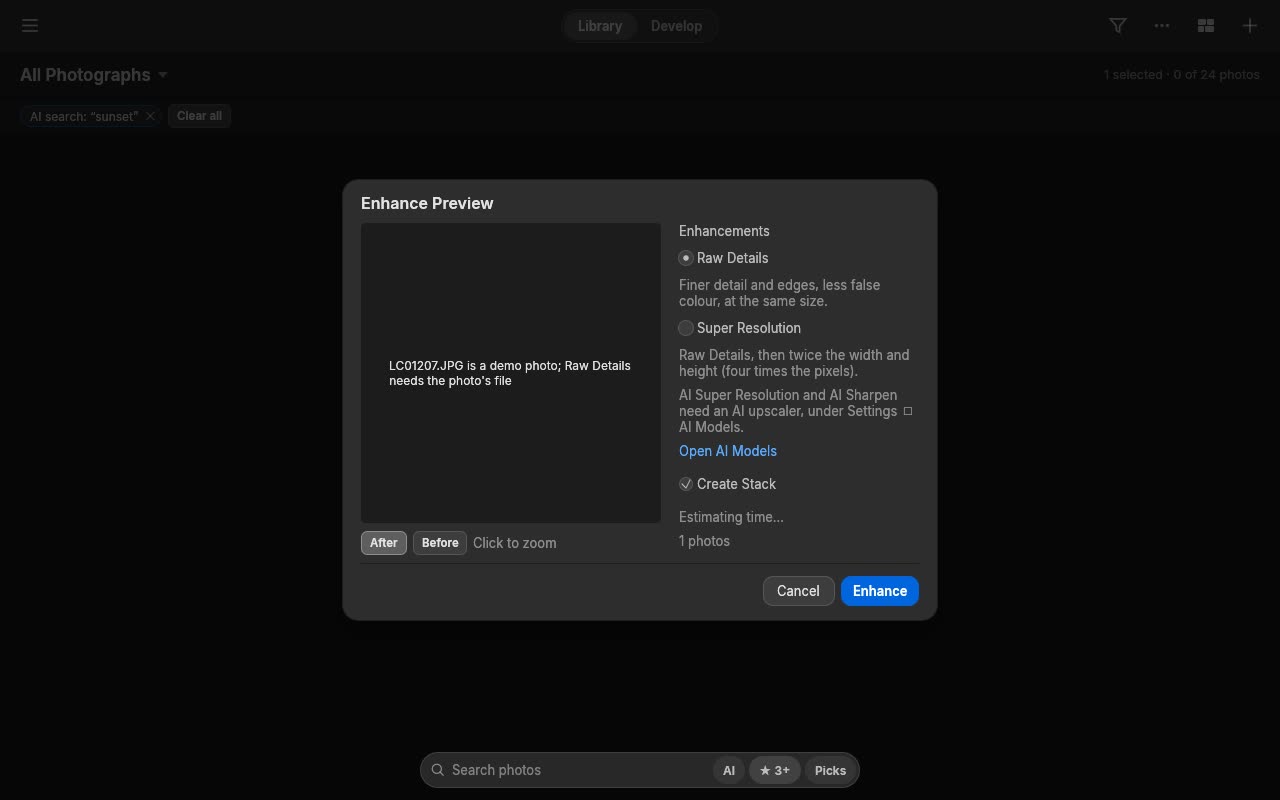 Library Develop
All Photographs
1 selected · 0 of 24 photos
AI search: “sunset” Clear all
Enhance Preview
LC01207.JPG is a demo photo; Raw Details
needs the photo's file
After Before Click to zoom
Enhancements
Raw Details
Finer detail and edges, less false
colour, at the same size.
Super Resolution
Raw Details, then twice the width and
height (four times the pixels).
AI Super Resolution and AI Sharpen
need an AI upscaler, under Settings □
AI Models.
Open AI Models
Create Stack
Estimating time...
1 photos
Cancel Enhance
Search photos AI ★ 3+ Picks